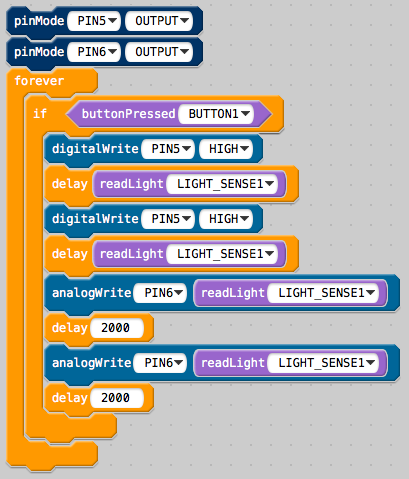 pinMode PIN5 OUTPUT
pinMode PIN6 OUTPUT
forever
if buttonPressed BUTTON1
digitalWrite PIN5 HIGH
delay readLight LIGHT_SENSE1
digitalWrite PIN5 HIGH
delay readLight LIGHT_SENSE1
analogWrite PIN6 readLight LIGHT_SENSE1
delay 2000
analogWrite PIN6 readLight LIGHT_SENSE1
delay 2000